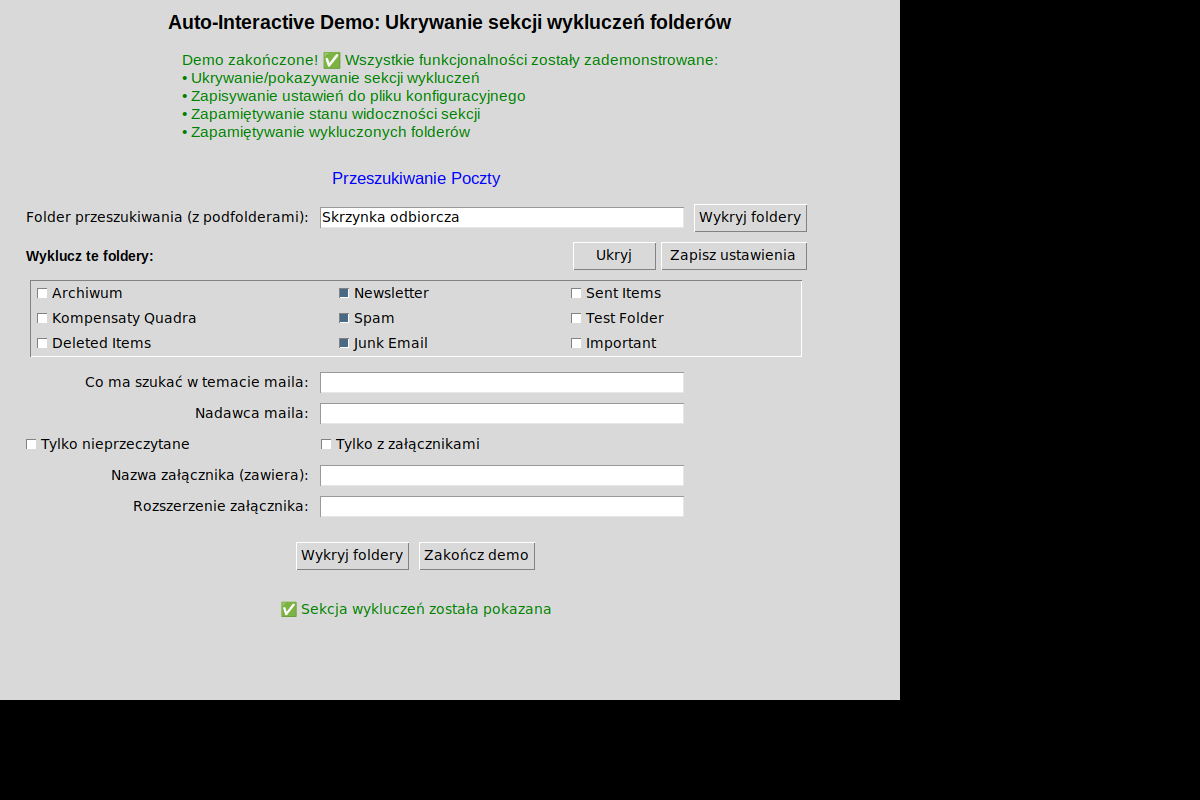 Auto-Interactive Demo: Ukrywanie sekcji wykluczeń folderów
Demo zakończone! ✅ Wszystkie funkcjonalności zostały zademonstrowane:
• Ukrywanie/pokazywanie sekcji wykluczeń
• Zapisywanie ustawień do pliku konfiguracyjnego
• Zapamiętywanie stanu widoczności sekcji
• Zapamiętywanie wykluczonych folderów
Przeszukiwanie Poczty
Folder przeszukiwania (z podfolderami): Skrzynka odbiorcza Wykryj foldery
Wyklucz te foldery: Ukryj Zapisz ustawienia
Archiwum Newsletter Sent Items
Kompensaty Quadra Spam Test Folder
Deleted Items Junk Email Important
Co ma szukać w temacie maila:
Nadawca maila:
Tylko nieprzeczytane Tylko z załącznikami
Nazwa załącznika (zawiera):
Rozszerzenie załącznika:
Wykryj foldery Zakończ demo
✅ Sekcja wykluczeń została pokazana